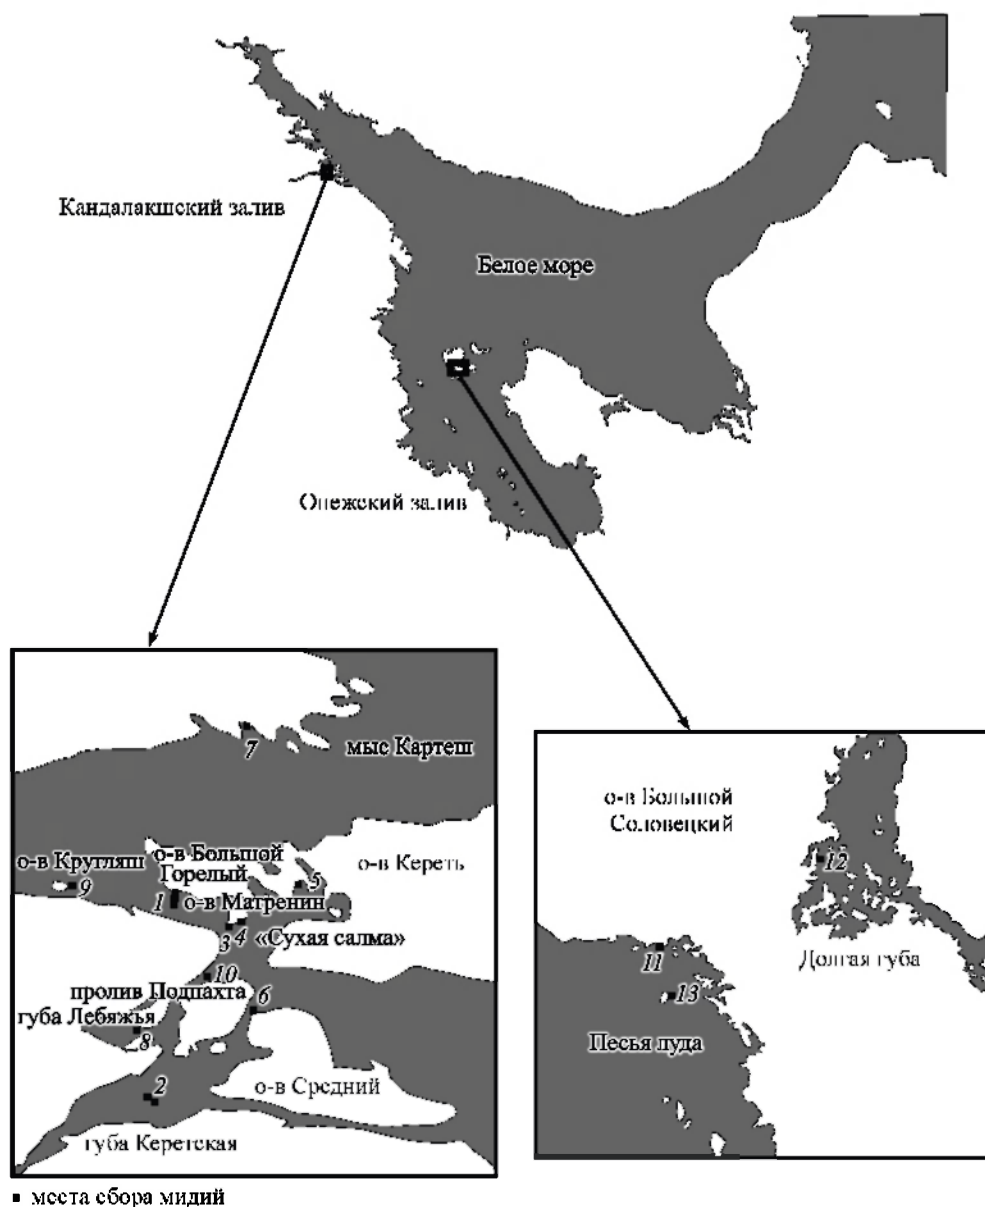 Кандалакшский залив
Белое море
Онежский залив
7
мыс Картеш
о-в Кругляш
9
о-в Большой
Горелый
1
о-в Матренин
5
о-в Кереть
3
4
«Сухая салма»
10
пролив Подпахта
6
губа Лебяжья
8
2
о-в Средний
губа Керетская
о-в Большой
Соловецкий
12
Долгая губа
11
13
Песья луда
места сбора мидий